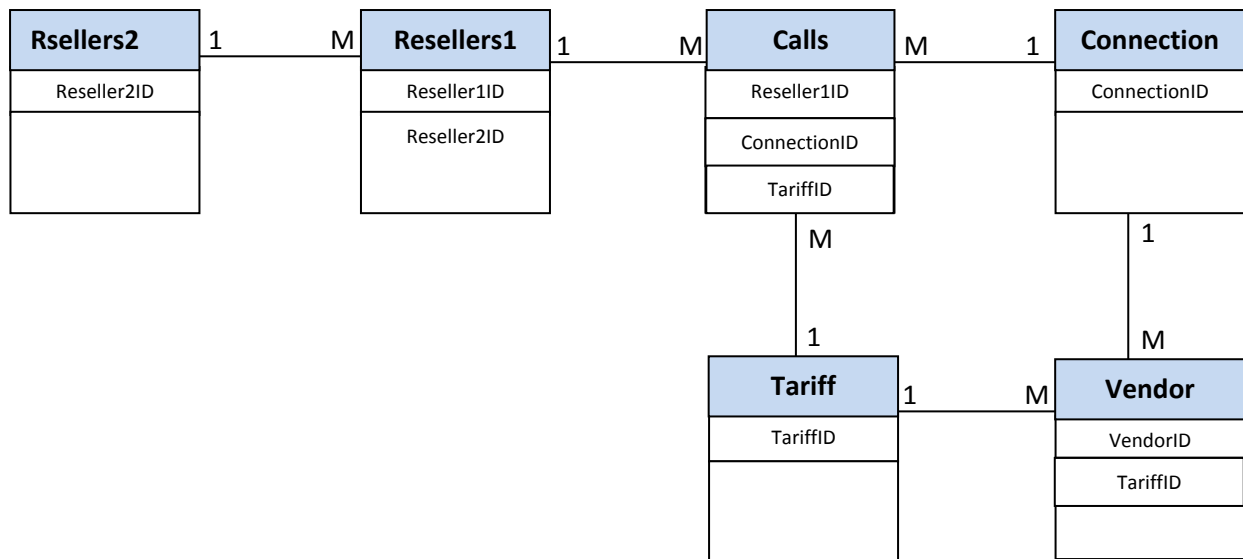 Rsellers2
1
M
Resellers1
1
M
Calls
M
1
Connection
Reseller2ID
Reseller1ID
Reseller1ID
ConnectionID
Reseller2ID
ConnectionID
TariffID
M
1
1
M
Tariff
1
M
Vendor
TariffID
VendorID
TariffID